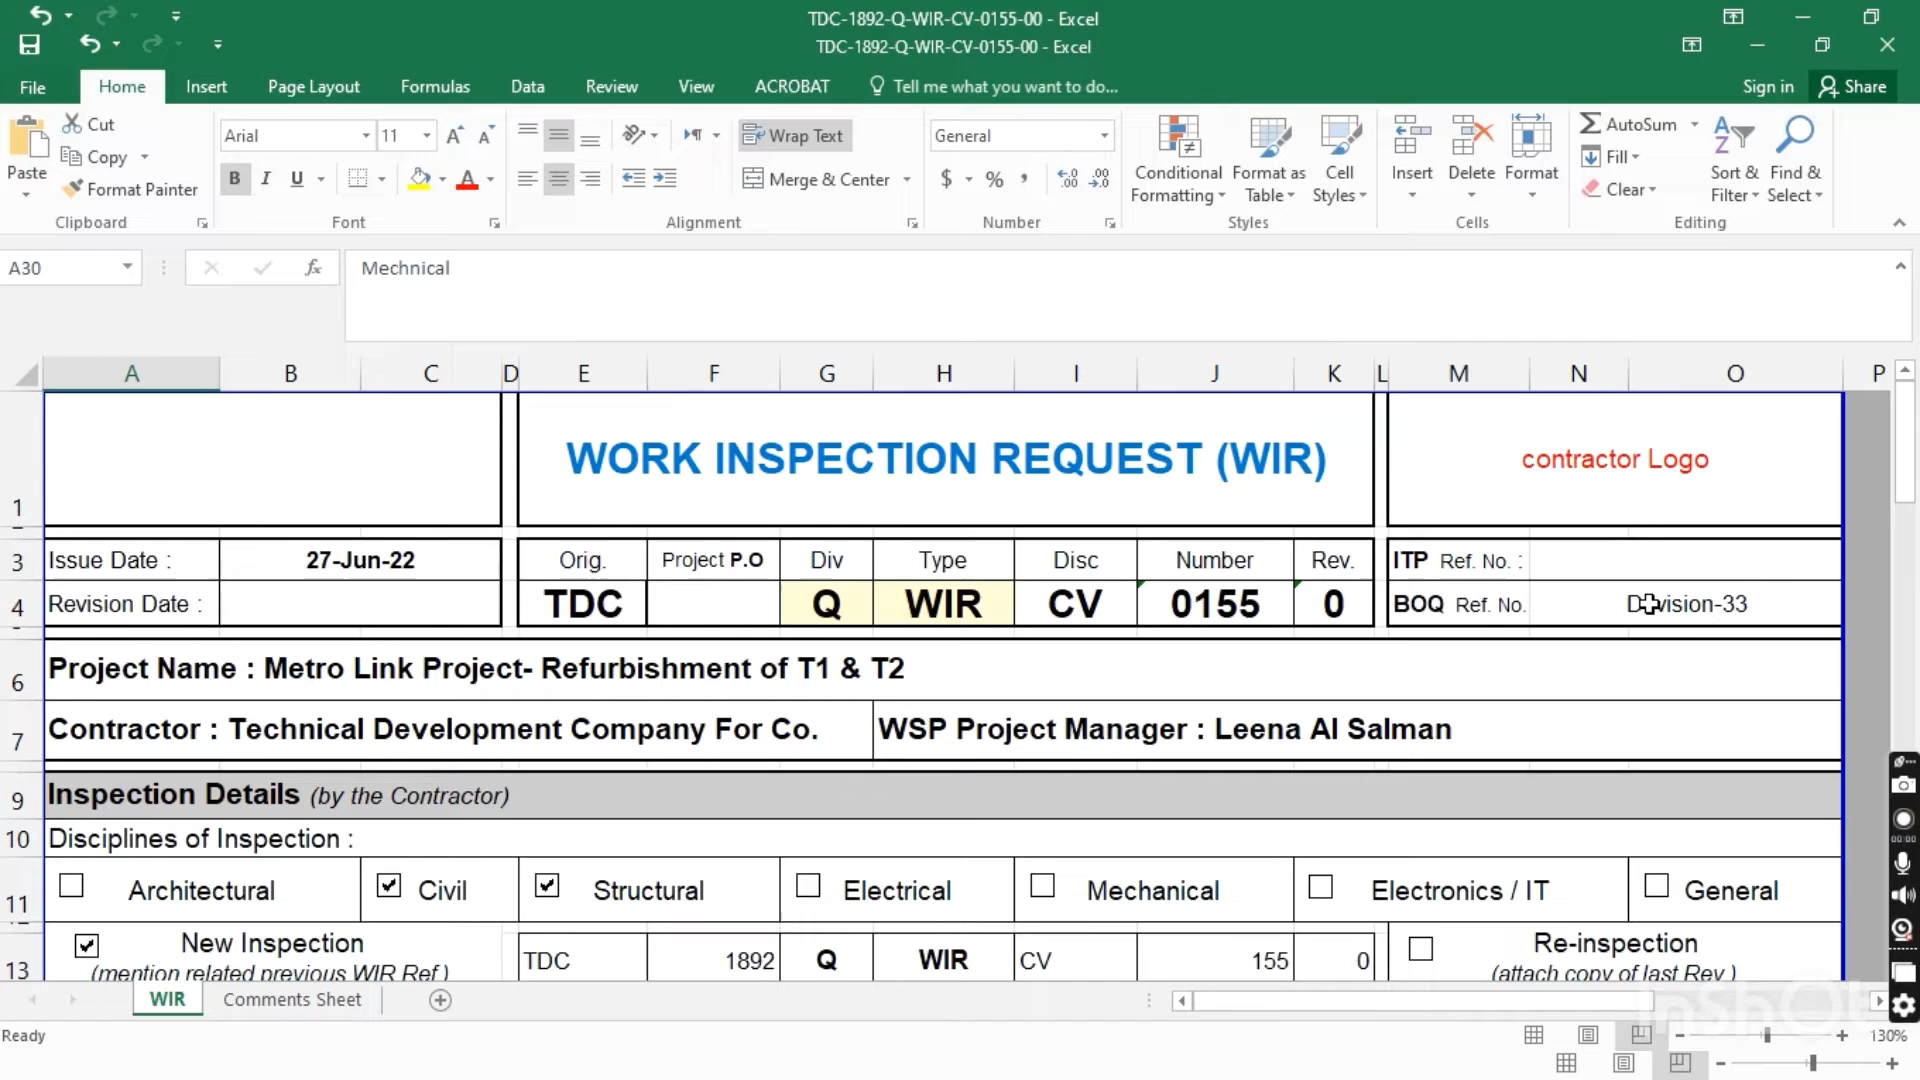 TDC-1892-Q-WIR-CV-0155-00 - Excel
TDC-1892-Q-WIR-CV-0155-00 - Excel
File Home Insert Page Layout Formulas Data Review View ACROBAT Tell me what you want to do... Sign in Share
Paste
Cut
Copy
Format Painter
Clipboard
Arial 11
B I U
Font
Wrap Text
Merge & Center
Alignment
General
$ % ,
Number
Conditional Formatting
Format as Table
Cell Styles
Styles
Insert Delete Format
Cells
AutoSum
Fill
Clear
Sort & Filter
Find & Select
Editing
A30 fx Mechnical
A B C D E F G H I J K L M N O P
1 WORK INSPECTION REQUEST (WIR) contractor Logo
3 Issue Date : 27-Jun-22 Orig. Project P.O Div Type Disc Number Rev. ITP Ref. No. :
4 Revision Date : TDC Q WIR CV 0155 0 BOQ Ref. No. Division-33
6 Project Name : Metro Link Project- Refurbishment of T1 & T2
7 Contractor : Technical Development Company For Co. WSP Project Manager : Leena Al Salman
9 Inspection Details (by the Contractor)
10 Disciplines of Inspection :
11 Architectural Civil Structural Electrical Mechanical Electronics / IT General
13 New Inspection TDC 1892 Q WIR CV 155 0 Re-inspection
(mention related previous WIR Ref ) (attach copy of last Rev )
WIR Comments Sheet
InShOt
Ready 130%
00:00